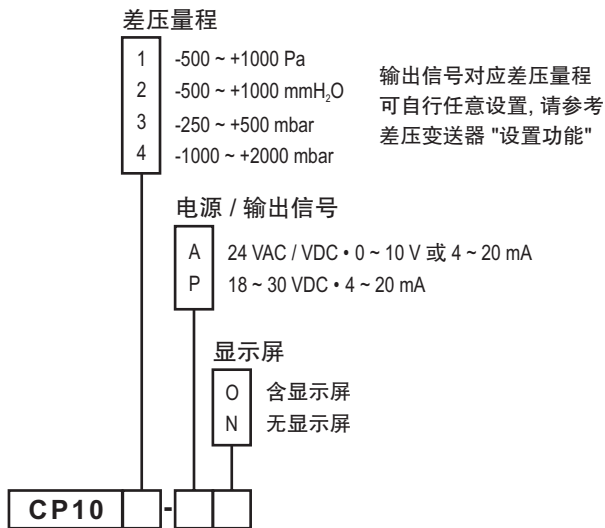 差压量程
1 -500 ~ +1000 Pa
2 -500 ~ +1000 mmH₂O
3 -250 ~ +500 mbar
4 -1000 ~ +2000 mbar
输出信号对应差压量程
可自行任意设置, 请参考
差压变送器 "设置功能"
电源 / 输出信号
A 24 VAC / VDC • 0 ~ 10 V 或 4 ~ 20 mA
P 18 ~ 30 VDC • 4 ~ 20 mA
显示屏
O 含显示屏
N 无显示屏
CP10 -